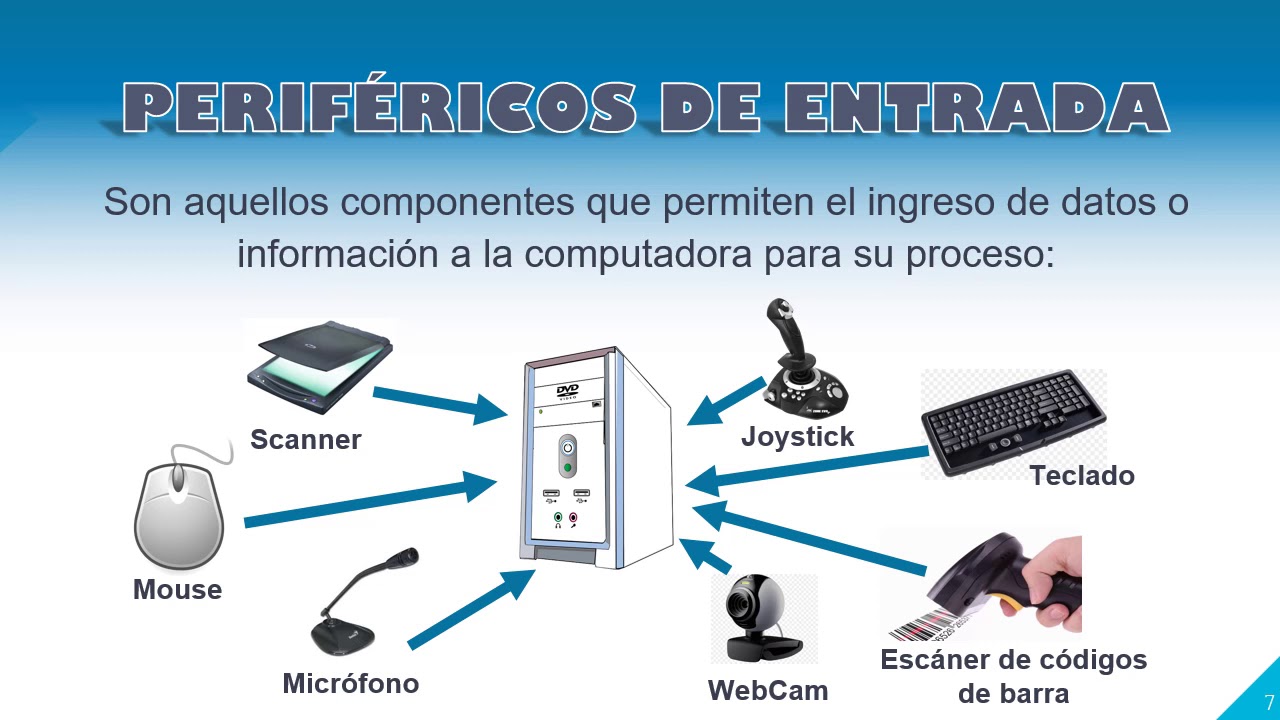 PERIFÉRICOS DE ENTRADA
Son aquellos componentes que permiten el ingreso de datos o
información a la computadora para su proceso:
DVD
VIDEO
Scanner
Joystick
Teclado
Mouse
Micrófono
WebCam
Escáner de códigos
de barra
7